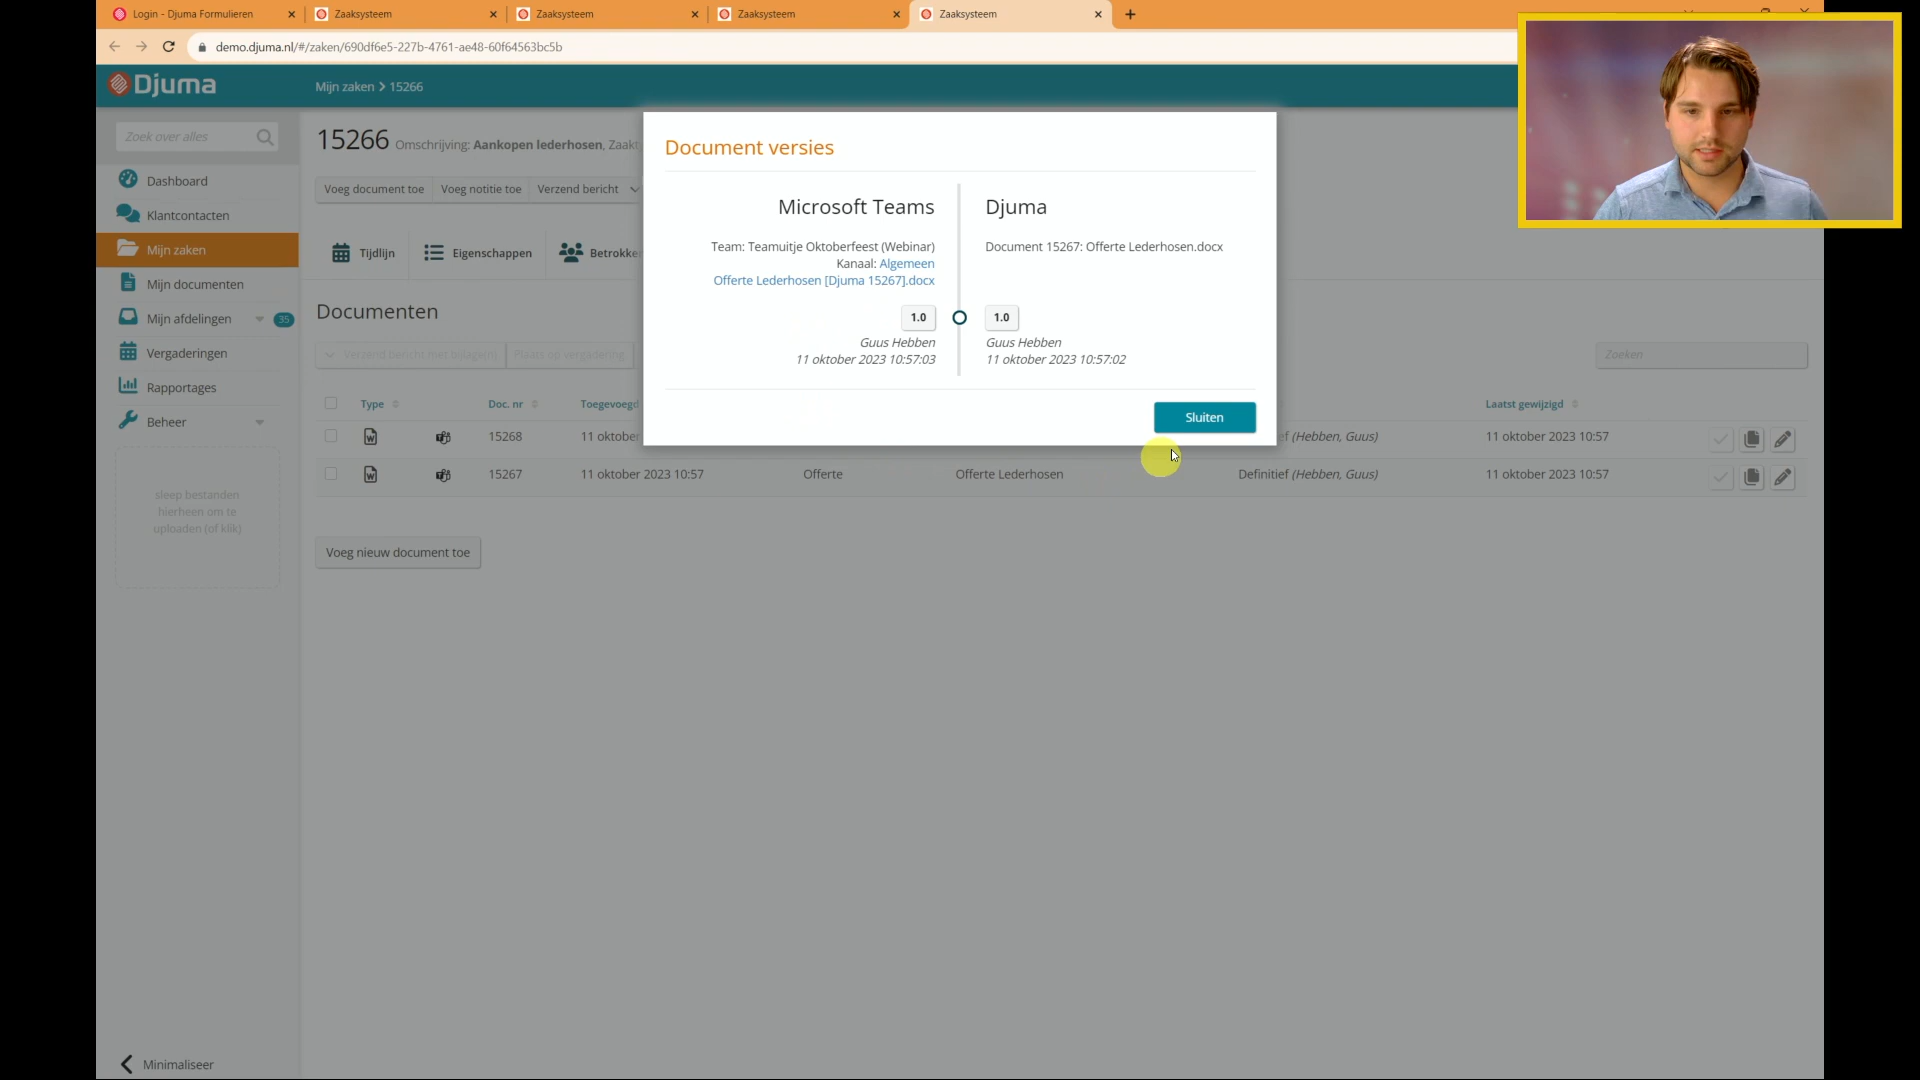 Login - Djuma Formulieren
Zaaksysteem
Zaaksysteem
Zaaksysteem
Zaaksysteem
demo.djuma.nl/#/zaken/690df6e5-227b-4761-ae48-60f64563bc5b
Djuma
Mijn zaken > 15266
Zoek over alles
Dashboard
Klantcontacten
Mijn zaken
Mijn documenten
Mijn afdelingen
35
Vergaderingen
Rapportages
Beheer
sleep bestanden
hierheen om te
uploaden (of klik)
Minimaliseer
15266 Omschrijving: Aankopen lederhosen, Zaakt
Voeg document toe
Voeg notitie toe
Verzend bericht
Tijdlijn
Eigenschappen
Betrokke
Documenten
Verzend bericht met bijlage(n)
Plaats op vergadering
Zoeken
Type
Doc. nr
Toegevoegd
Laatst gewijzigd
15268
11 oktober
ef (Hebben, Guus)
11 oktober 2023 10:57
15267
11 oktober 2023 10:57
Offerte
Offerte Lederhosen
Definitief (Hebben, Guus)
11 oktober 2023 10:57
Voeg nieuw document toe
Document versies
Microsoft Teams
Team: Teamuitje Oktoberfeest (Webinar)
Kanaal: Algemeen
Offerte Lederhosen [Djuma 15267].docx
1.0
Guus Hebben
11 oktober 2023 10:57:03
Djuma
Document 15267: Offerte Lederhosen.docx
1.0
Guus Hebben
11 oktober 2023 10:57:02
Sluiten